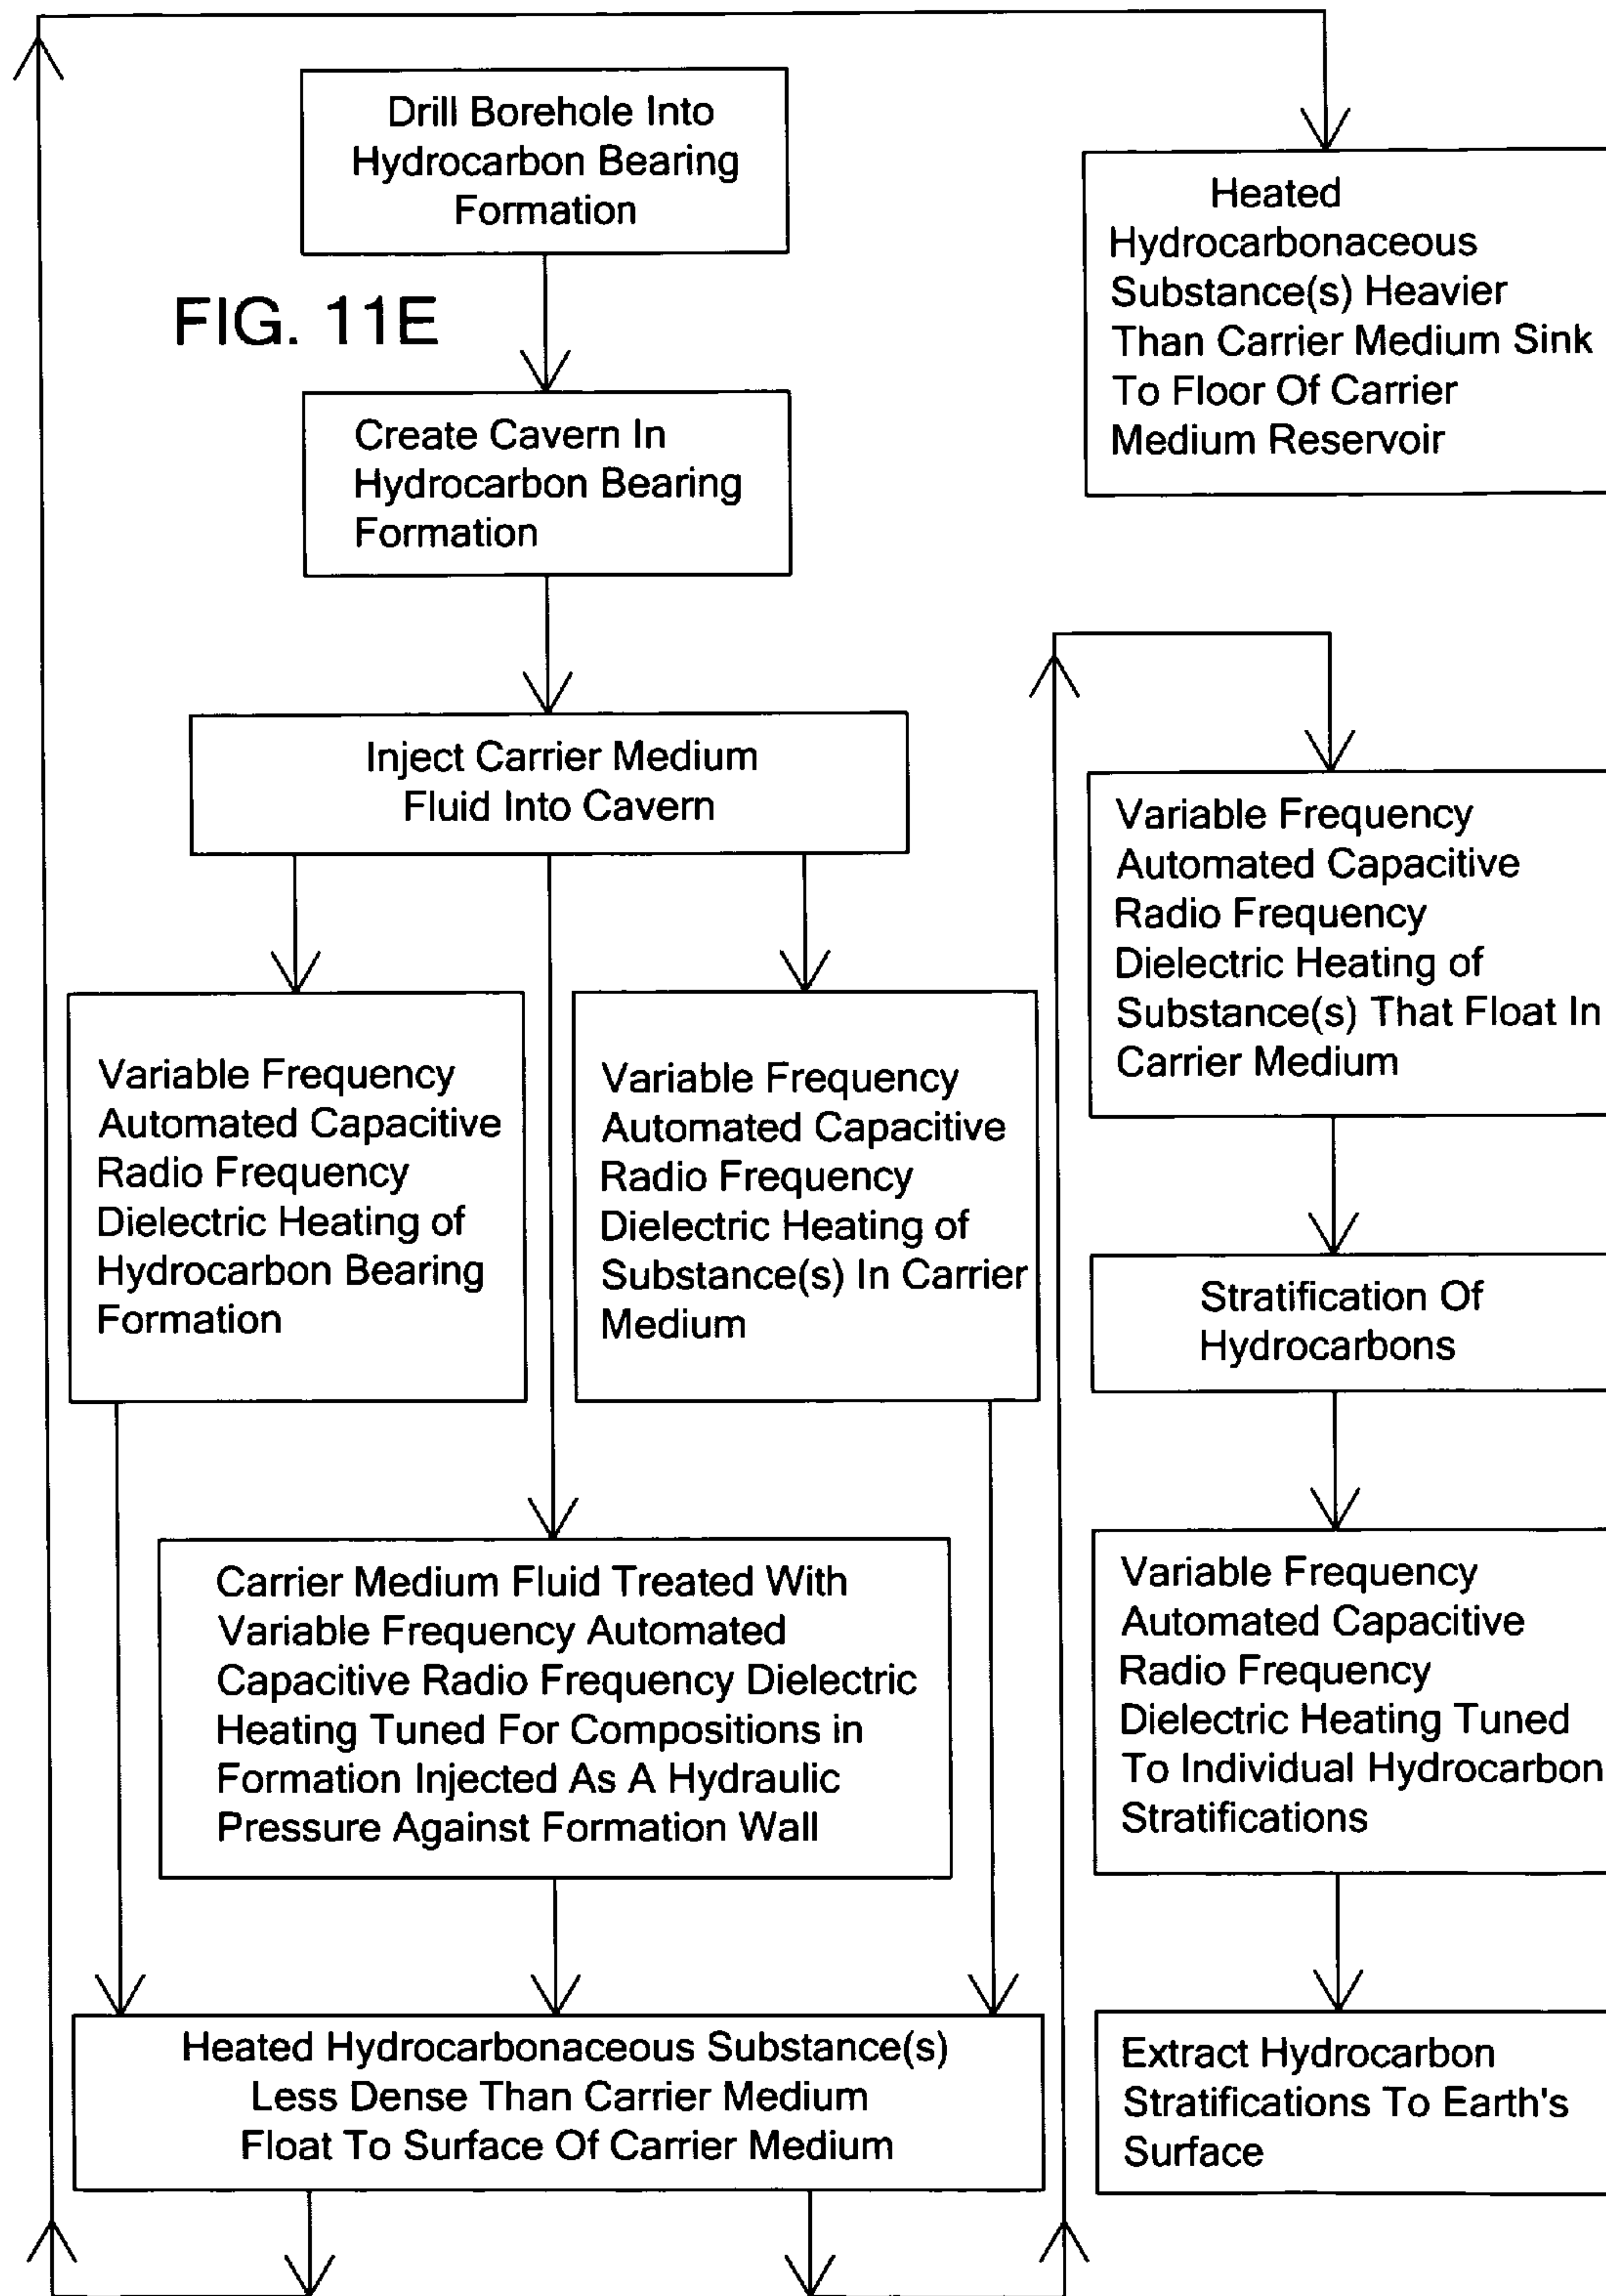 Drill Borehole Into
Hydrocarbon Bearing
Formation
FIG. 11E
Create Cavern In
Hydrocarbon Bearing
Formation
Inject Carrier Medium
Fluid Into Cavern
Variable Frequency
Automated Capacitive
Radio Frequency
Dielectric Heating of
Hydrocarbon Bearing
Formation
Variable Frequency
Automated Capacitive
Radio Frequency
Dielectric Heating of
Substance(s) In Carrier
Medium
Carrier Medium Fluid Treated With
Variable Frequency Automated
Capacitive Radio Frequency Dielectric
Heating Tuned For Compositions in
Formation Injected As A Hydraulic
Pressure Against Formation Wall
Heated Hydrocarbonaceous Substance(s)
Less Dense Than Carrier Medium
Float To Surface Of Carrier Medium
Heated
Hydrocarbonaceous
Substance(s) Heavier
Than Carrier Medium Sink
To Floor Of Carrier
Medium Reservoir
Variable Frequency
Automated Capacitive
Radio Frequency
Dielectric Heating of
Substance(s) That Float In
Carrier Medium
Stratification Of
Hydrocarbons
Variable Frequency
Automated Capacitive
Radio Frequency
Dielectric Heating Tuned
To Individual Hydrocarbon
Stratifications
Extract Hydrocarbon
Stratifications To Earth's
Surface